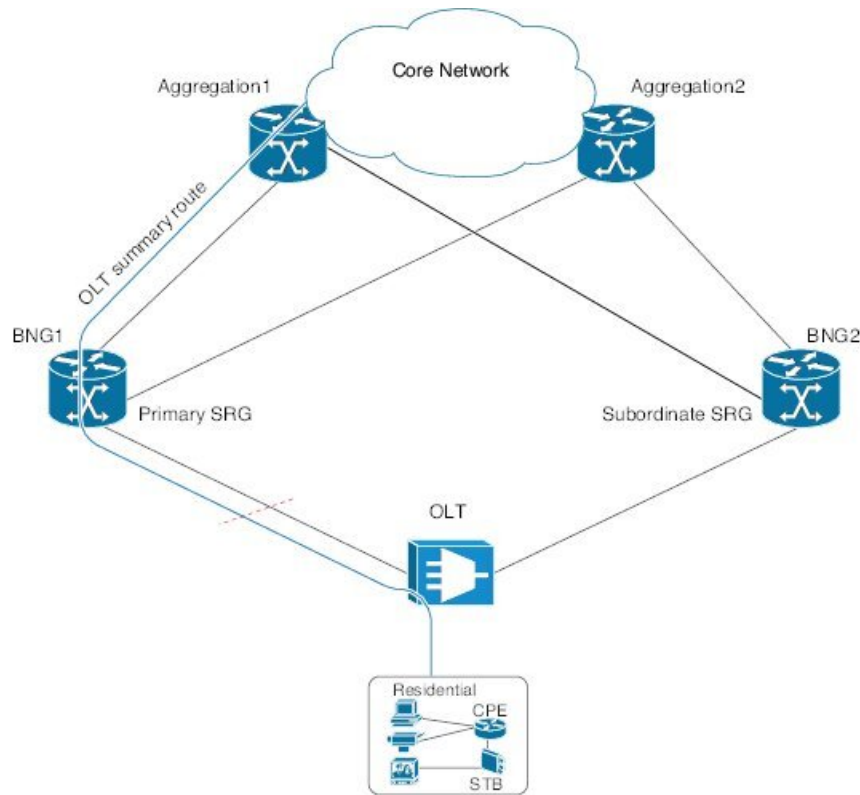 Core Network
Aggregation1
Aggregation2
OLT summary route
BNG1
BNG2
Primary SRG
Subordinate SRG
OLT
Residential
CPE
STB